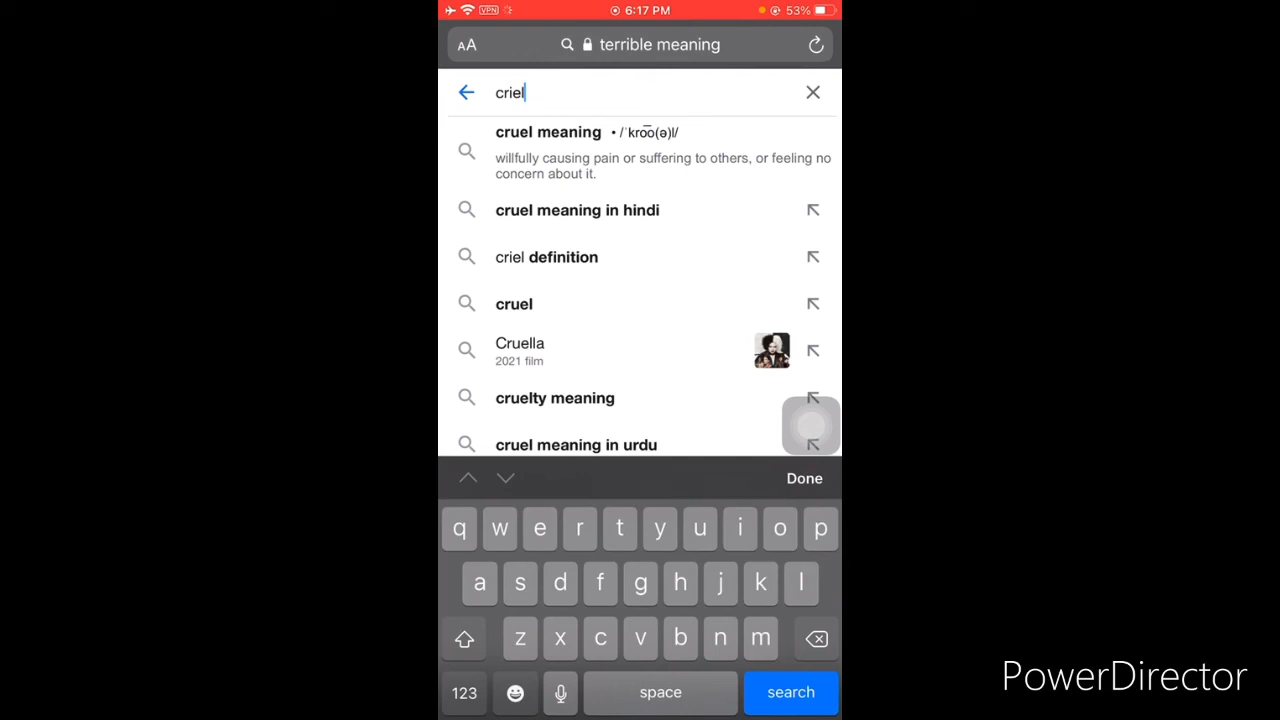 VPN 6:17 PM 53%
AA terrible meaning
criel
cruel meaning • /ˈkro͞o(ə)l/
willfully causing pain or suffering to others, or feeling no
concern about it.
cruel meaning in hindi
criel definition
cruel
Cruella
2021 film
cruelty meaning
cruel meaning in urdu
Done
q w e r t y u i o p
a s d f g h j k l
z x c v b n m
123 space search
PowerDirector